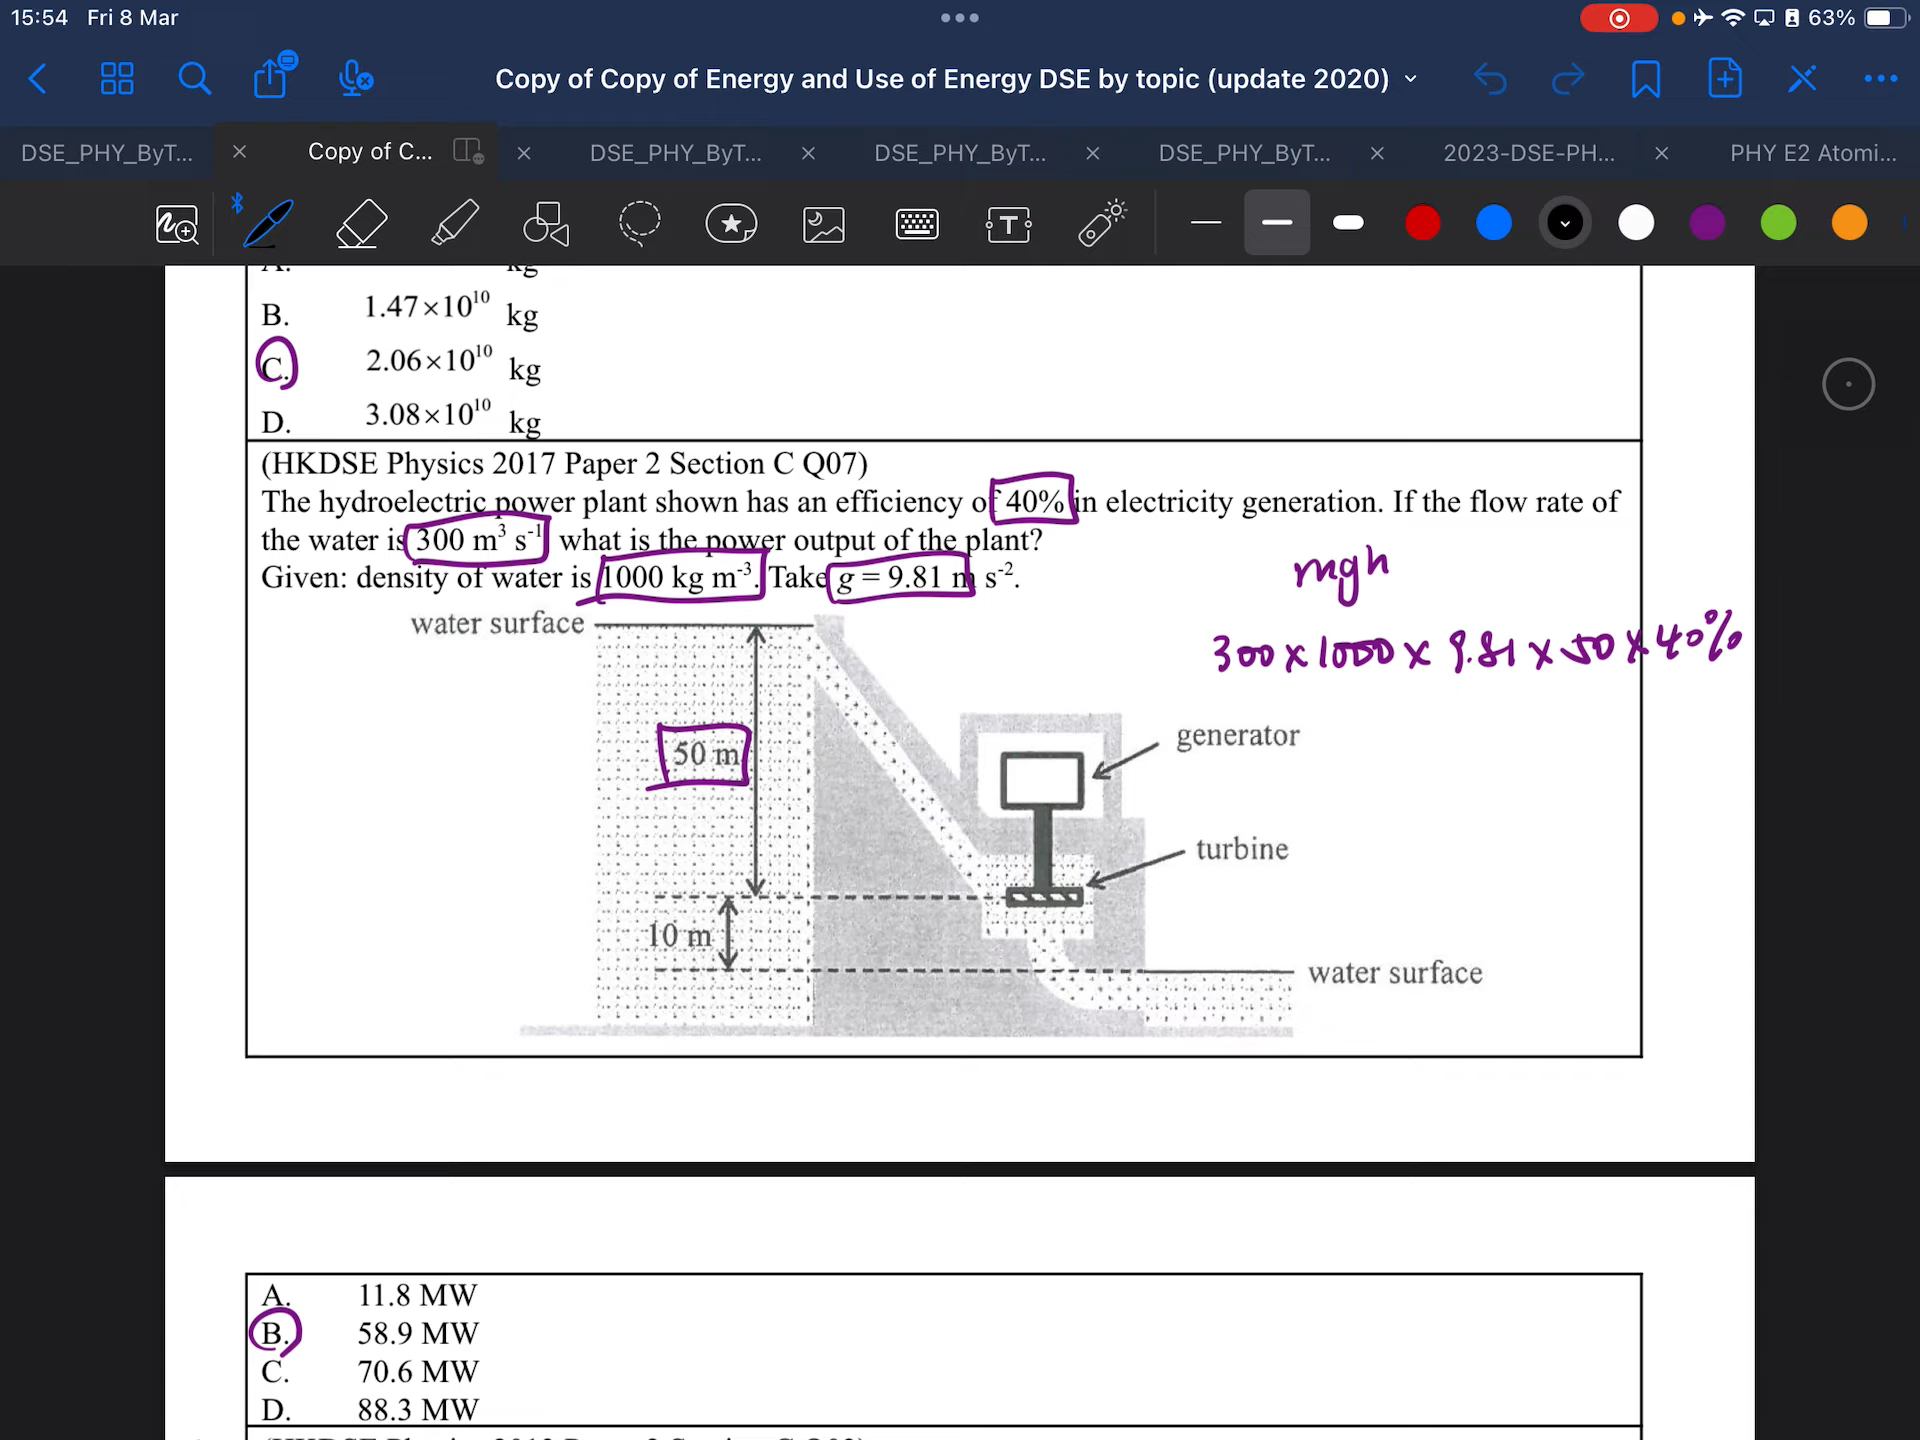 15:54 Fri 8 Mar
63%
Copy of Copy of Energy and Use of Energy DSE by topic (update 2020)
DSE_PHY_ByT... Copy of C... DSE_PHY_ByT... DSE_PHY_ByT... DSE_PHY_ByT... 2023-DSE-PH... PHY E2 Atomi...
B. 1.47×10¹⁰ kg
C. 2.06×10¹⁰ kg
D. 3.08×10¹⁰ kg
(HKDSE Physics 2017 Paper 2 Section C Q07)
The hydroelectric power plant shown has an efficiency of 40% in electricity generation. If the flow rate of
the water is 300 m³ s⁻¹ what is the power output of the plant?
Given: density of water is 1000 kg m⁻³. Take g = 9.81 m s⁻².
mgh
300 x 1000 x 9.81 x 50 x 40%
water surface
50 m
generator
turbine
10 m
water surface
A. 11.8 MW
B. 58.9 MW
C. 70.6 MW
D. 88.3 MW